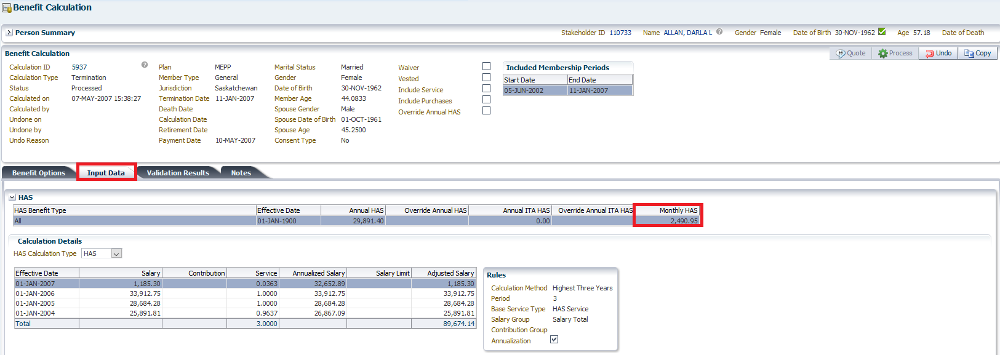 Benefit Calculation
Person Summary Stakeholder ID 110733 Name ALLAN, DARLA L Gender Female Date of Birth 30-NOV-1962 Age 57.18 Date of Death
Benefit Calculation Quote Process Undo Copy
Calculation ID 5937 Plan MEPP Marital Status Married Waiver Included Membership Periods
Calculation Type Termination Member Type General Gender Female Vested Start Date End Date
Status Processed Jurisdiction Saskatchewan Date of Birth 30-NOV-1962 Include Service 05-JUN-2002 11-JAN-2007
Calculated on 07-MAY-2007 15:38:27 Termination Date 11-JAN-2007 Member Age 44.0833 Include Purchases
Calculated by Death Date Spouse Gender Male Override Annual HAS
Undone on Calculation Date Spouse Date of Birth 01-OCT-1961
Undone by Retirement Date Spouse Age 45.2500
Undo Reason Payment Date 10-MAY-2007 Consent Type No
Benefit Options Input Data Validation Results Notes
HAS
HAS Benefit Type Effective Date Annual HAS Override Annual HAS Annual ITA HAS Override Annual ITA HAS Monthly HAS
All 01-JAN-1900 29,891.40 0.00 2,490.95
Calculation Details
HAS Calculation Type HAS
Effective Date Salary Contribution Service Annualized Salary Salary Limit Adjusted Salary
01-JAN-2007 1,185.30 0.0363 32,652.89 1,185.30
01-JAN-2006 33,912.75 1.0000 33,912.75 33,912.75
01-JAN-2005 28,684.28 1.0000 28,684.28 28,684.28
01-JAN-2004 25,891.81 0.9637 26,867.09 25,891.81
Total 3.0000 89,674.14
Rules
Calculation Method Highest Three Years
Period 3
Base Service Type HAS Service
Salary Group Salary Total
Contribution Group
Annualization